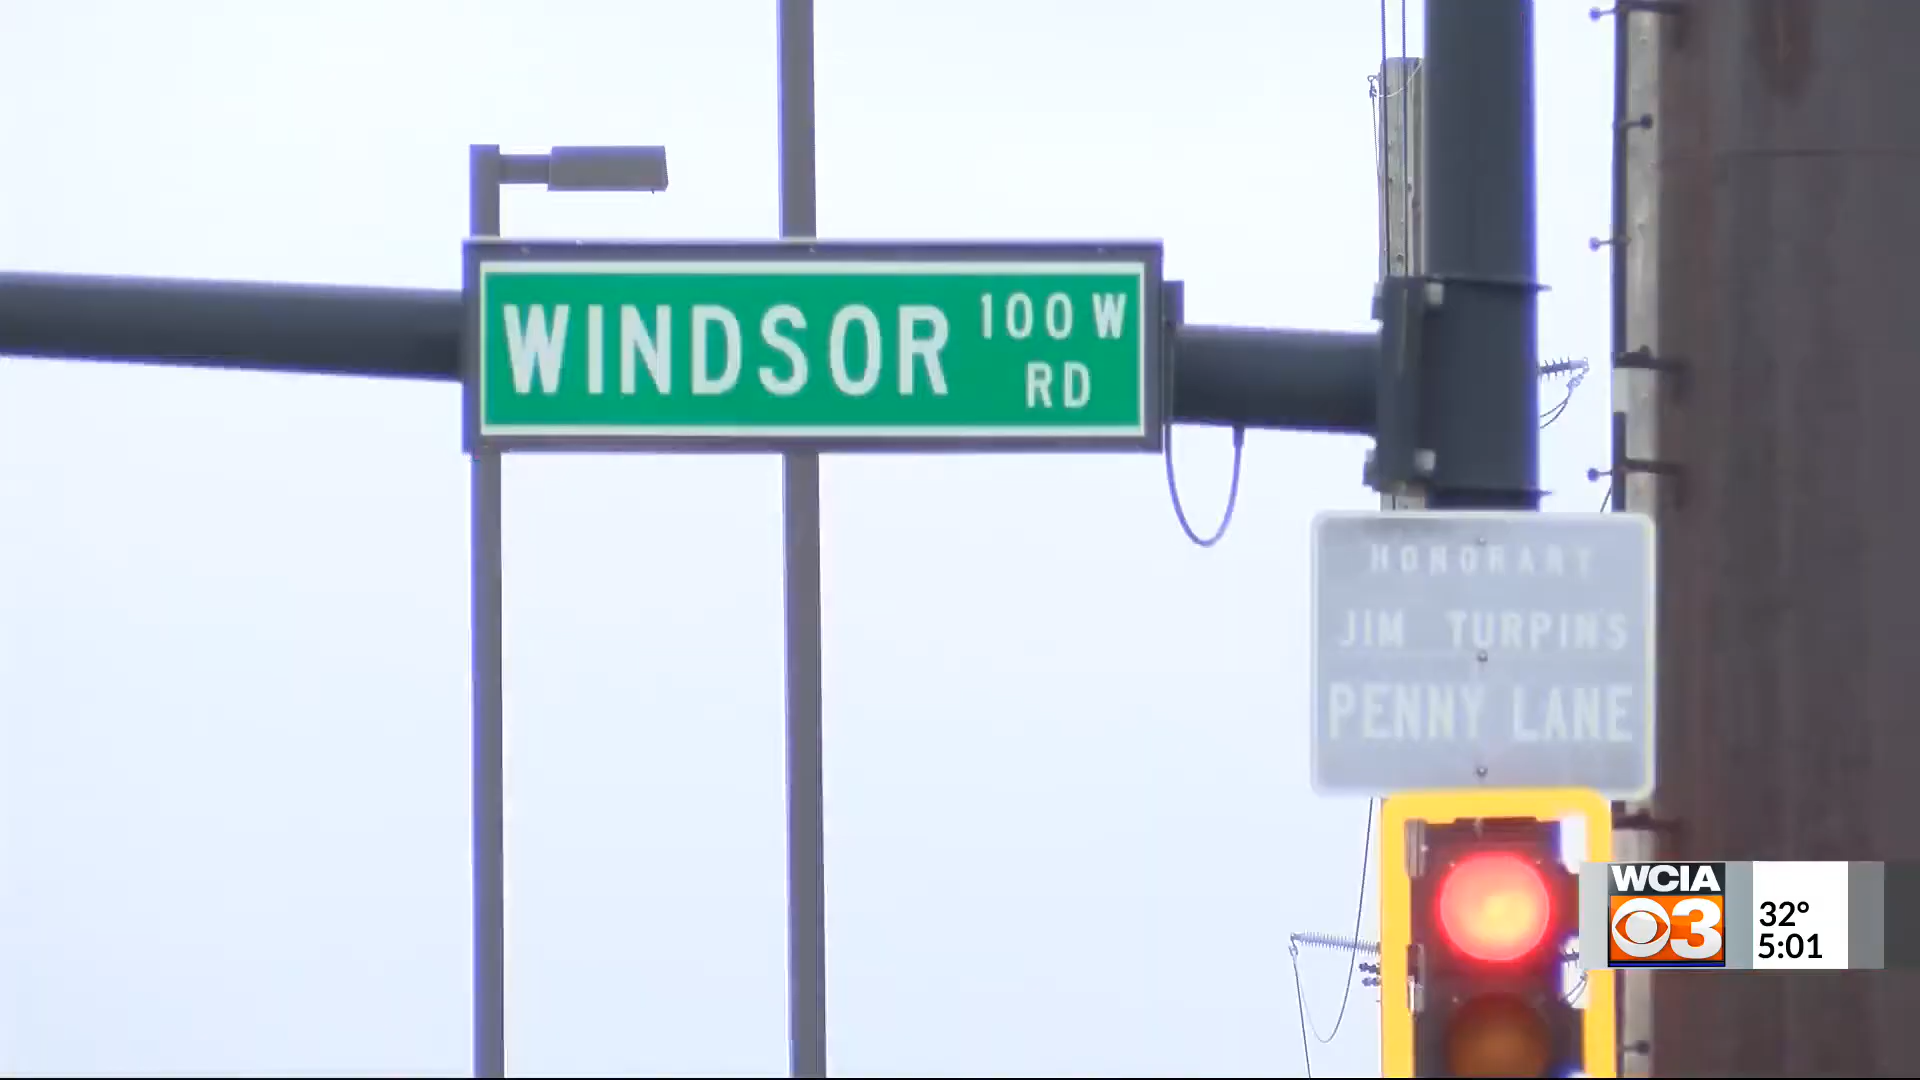 WINDSOR 100 W
RD
HONORARY
JIM TURPIN'S
PENNY LANE
WCIA
3
32°
5:01